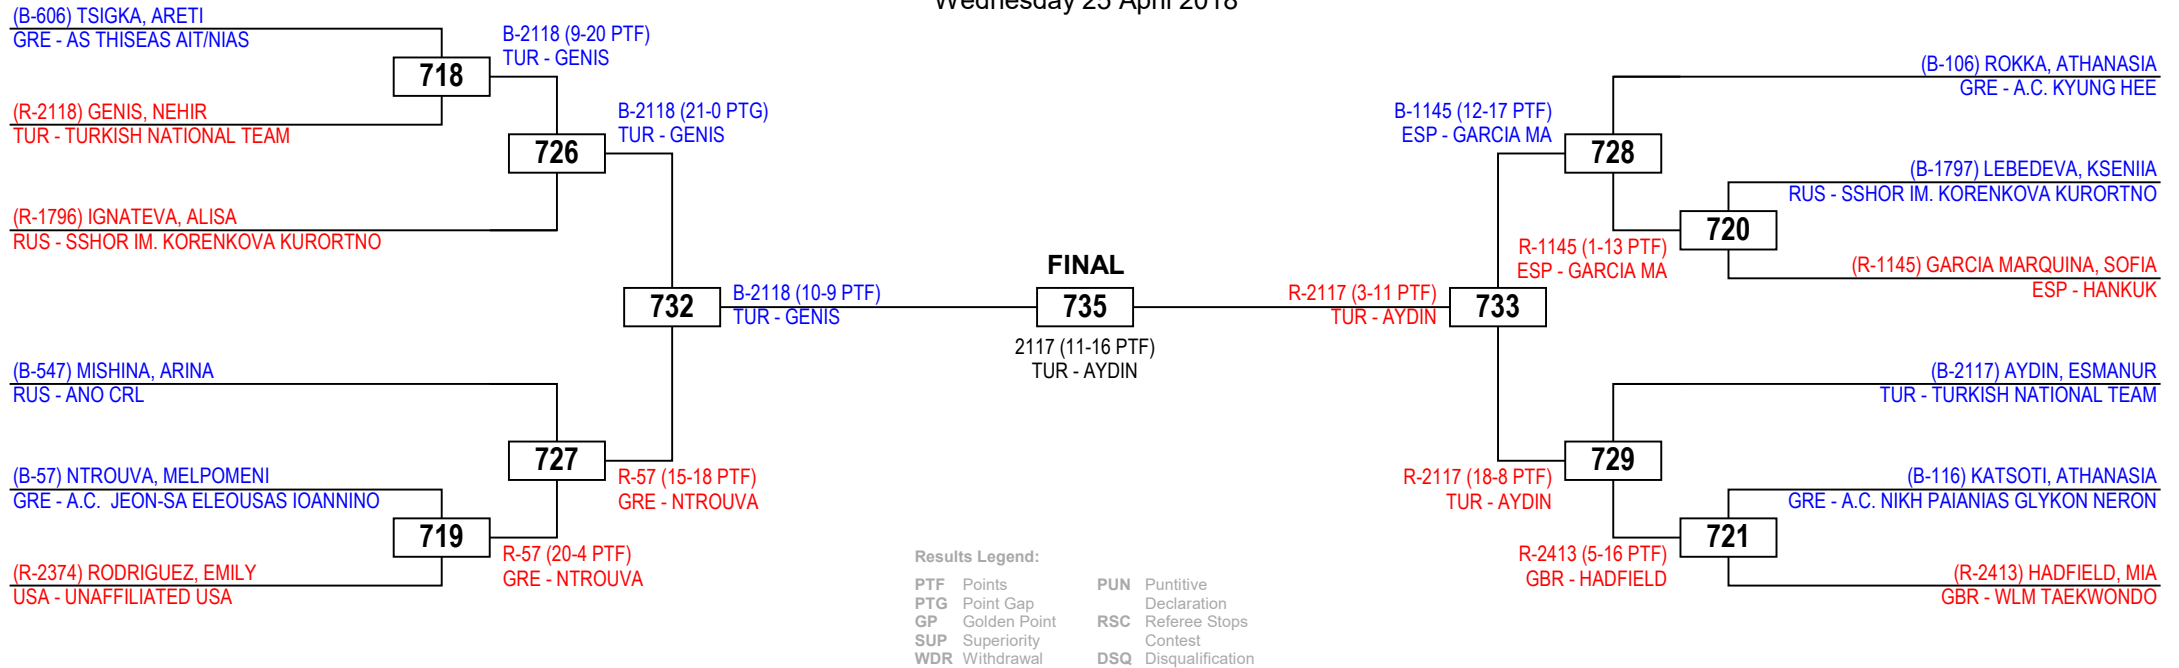 Wednesday 25 April 2018
(B-606) TSIGKA, ARETI
GRE - AS THISEAS AIT/NIAS
718
(R-2118) GENIS, NEHIR
TUR - TURKISH NATIONAL TEAM
B-2118 (9-20 PTF)
TUR - GENIS
726
(R-1796) IGNATEVA, ALISA
RUS - SSHOR IM. KORENKOVA KURORTNO
B-2118 (21-0 PTG)
TUR - GENIS
732
B-2118 (10-9 PTF)
TUR - GENIS
(B-547) MISHINA, ARINA
RUS - ANO CRL
727
R-57 (15-18 PTF)
GRE - NTROUVA
(B-57) NTROUVA, MELPOMENI
GRE - A.C.  JEON-SA ELEOUSAS IOANNINO
719
(R-2374) RODRIGUEZ, EMILY
USA - UNAFFILIATED USA
R-57 (20-4 PTF)
GRE - NTROUVA
FINAL
735
2117 (11-16 PTF)
TUR - AYDIN
R-2117 (3-11 PTF)
TUR - AYDIN
733
B-1145 (12-17 PTF)
ESP - GARCIA MA
728
(B-106) ROKKA, ATHANASIA
GRE - A.C. KYUNG HEE
(B-1797) LEBEDEVA, KSENIIA
RUS - SSHOR IM. KORENKOVA KURORTNO
720
R-1145 (1-13 PTF)
ESP - GARCIA MA
(R-1145) GARCIA MARQUINA, SOFIA
ESP - HANKUK
(B-2117) AYDIN, ESMANUR
TUR - TURKISH NATIONAL TEAM
729
R-2117 (18-8 PTF)
TUR - AYDIN
(B-116) KATSOTI, ATHANASIA
GRE - A.C. NIKH PAIANIAS GLYKON NERON
721
R-2413 (5-16 PTF)
GBR - HADFIELD
(R-2413) HADFIELD, MIA
GBR - WLM TAEKWONDO
Results Legend:
PTF Points
PTG Point Gap
GP Golden Point
SUP Superiority
WDR Withdrawal
PUN Puntitive
Declaration
RSC Referee Stops
Contest
DSQ Disqualification